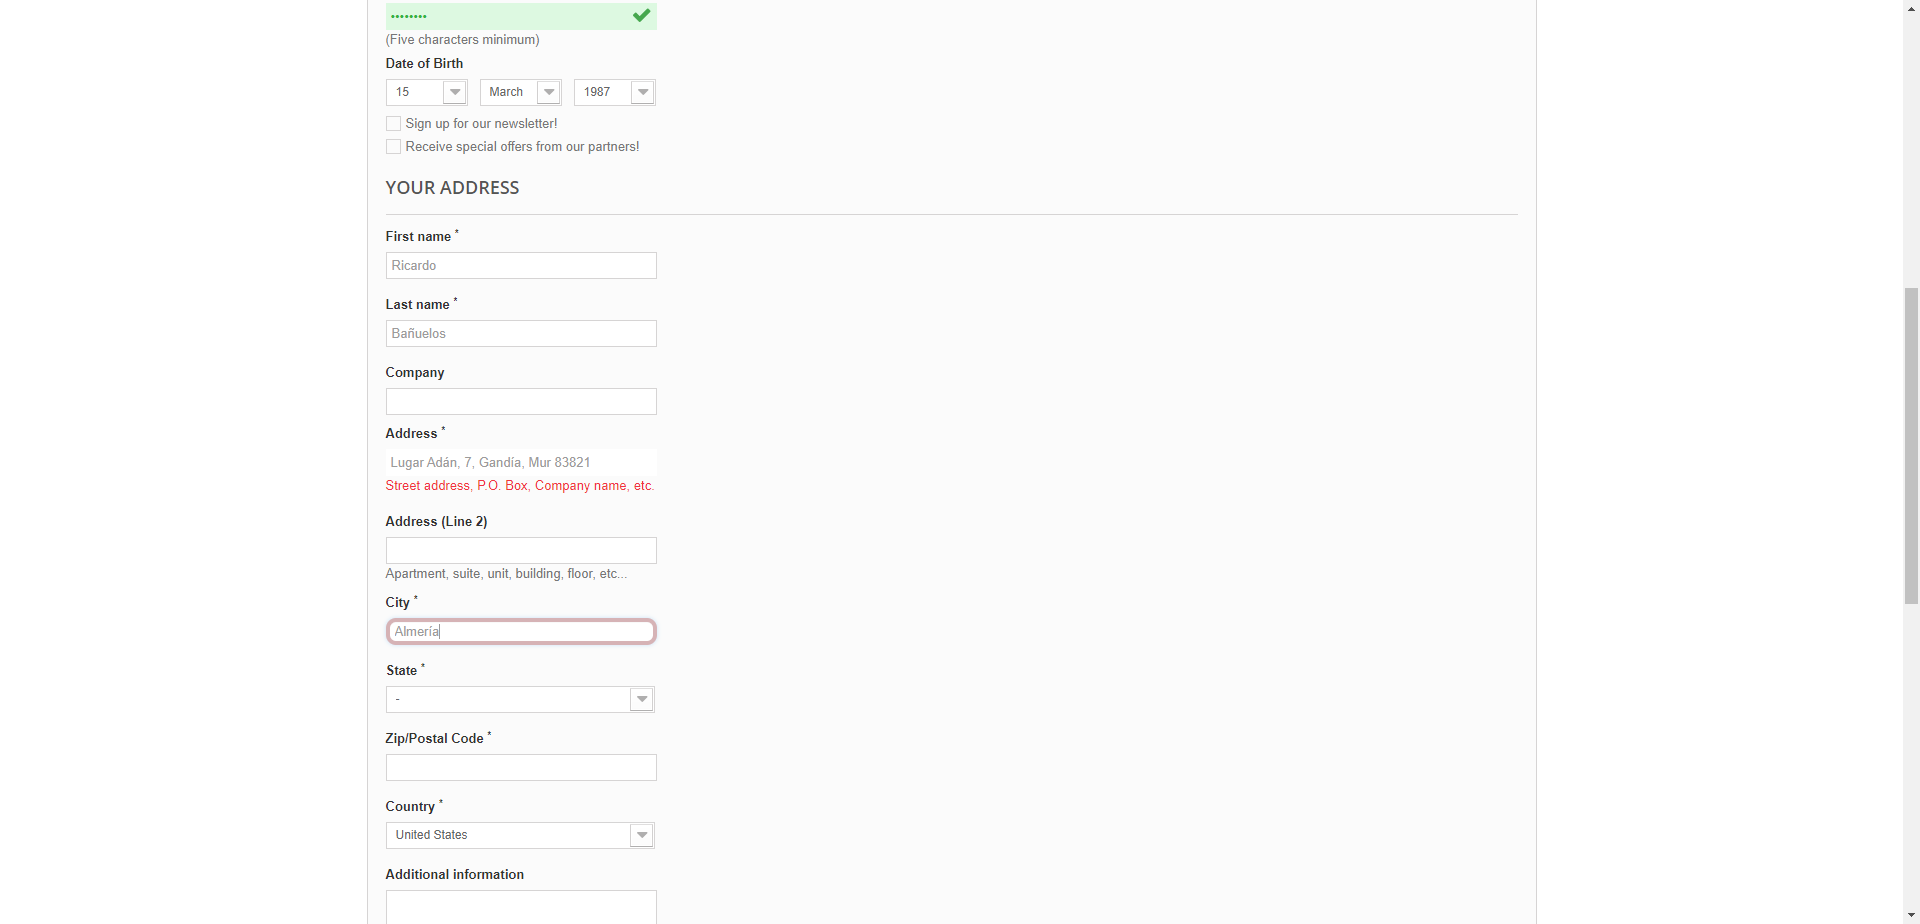 ••••••••
(Five characters minimum)
Date of Birth
15 March 1987
Sign up for our newsletter!
Receive special offers from our partners!
YOUR ADDRESS
First name *
Ricardo
Last name *
Bañuelos
Company
Address *
Lugar Adán, 7, Gandía, Mur 83821
Street address, P.O. Box, Company name, etc.
Address (Line 2)
Apartment, suite, unit, building, floor, etc...
City *
Almería
State *
-
Zip/Postal Code *
Country *
United States
Additional information